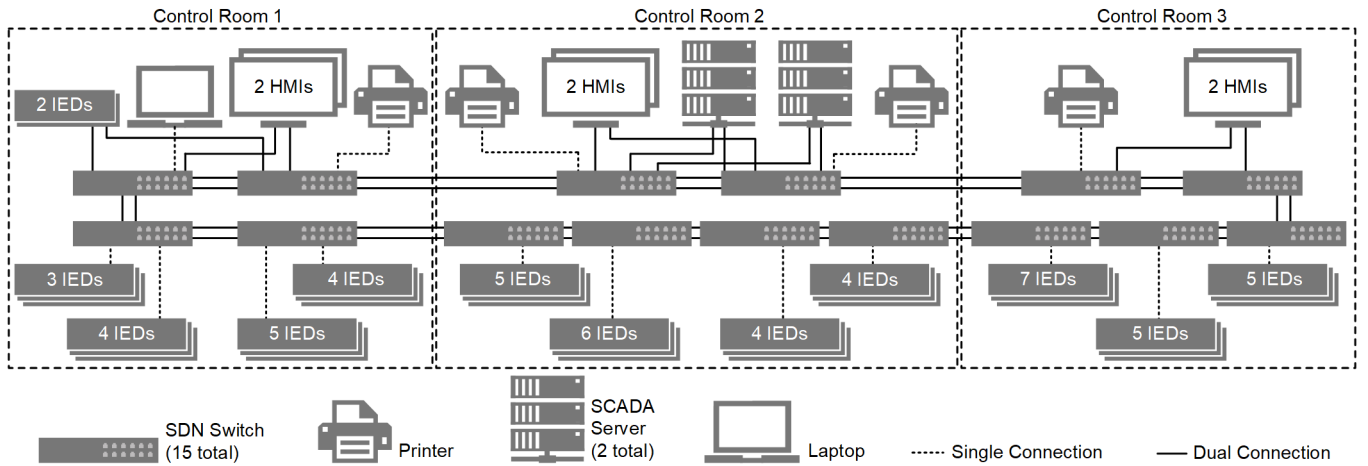 Control Room 1
Control Room 2
Control Room 3
2 IEDs
2 HMIs
2 HMIs
2 HMIs
3 IEDs
4 IEDs
5 IEDs
4 IEDs
7 IEDs
5 IEDs
4 IEDs
5 IEDs
6 IEDs
4 IEDs
5 IEDs
SDN Switch
(15 total)
Printer
SCADA
Server
(2 total)
Laptop
Single Connection
Dual Connection